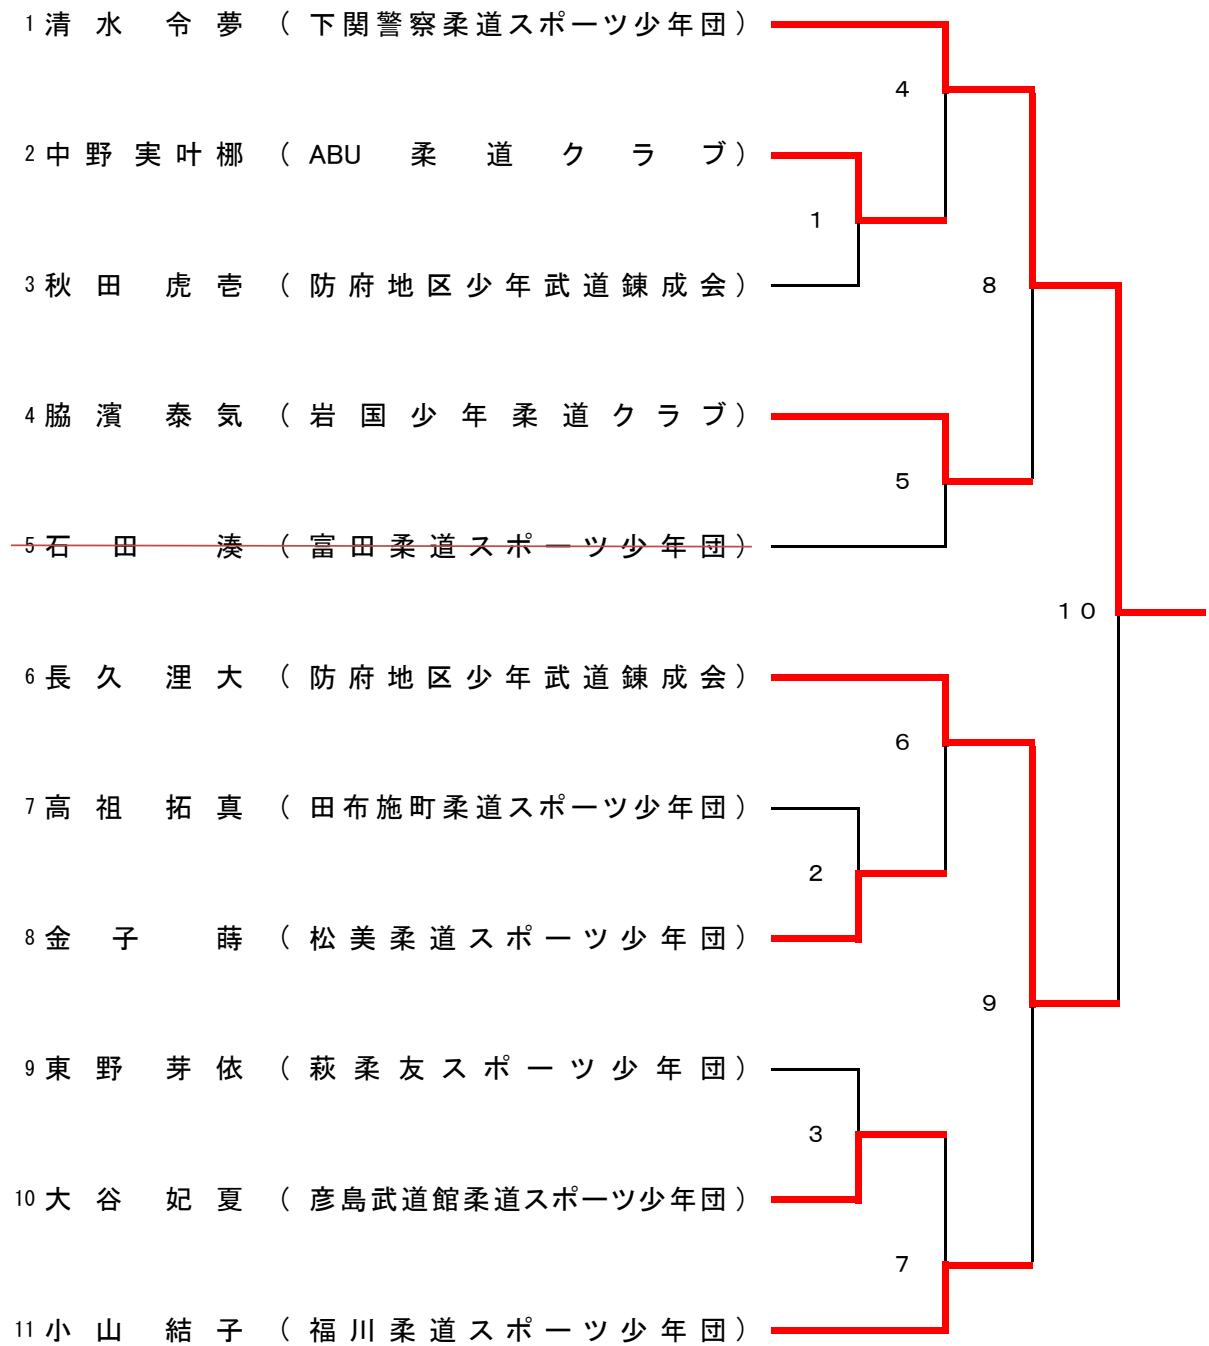 1 清水 令夢 （下関警察柔道スポーツ少年団）
4
2 中野実叶梛 （ABU柔道クラブ）
1
3 秋田 虎壱 （防府地区少年武道錬成会）
8
4 脇濱 泰気 （岩国少年柔道クラブ）
5
5 石田 湊 （富田柔道スポーツ少年団）
10
6 長久 浬大 （防府地区少年武道錬成会）
6
7 高祖 拓真 （田布施町柔道スポーツ少年団）
2
8 金子 蒔 （松美柔道スポーツ少年団）
9
9 東野 芽依 （萩柔友スポーツ少年団）
3
10 大谷 妃夏 （彦島武道館柔道スポーツ少年団）
7
11 小山 結子 （福川柔道スポーツ少年団）